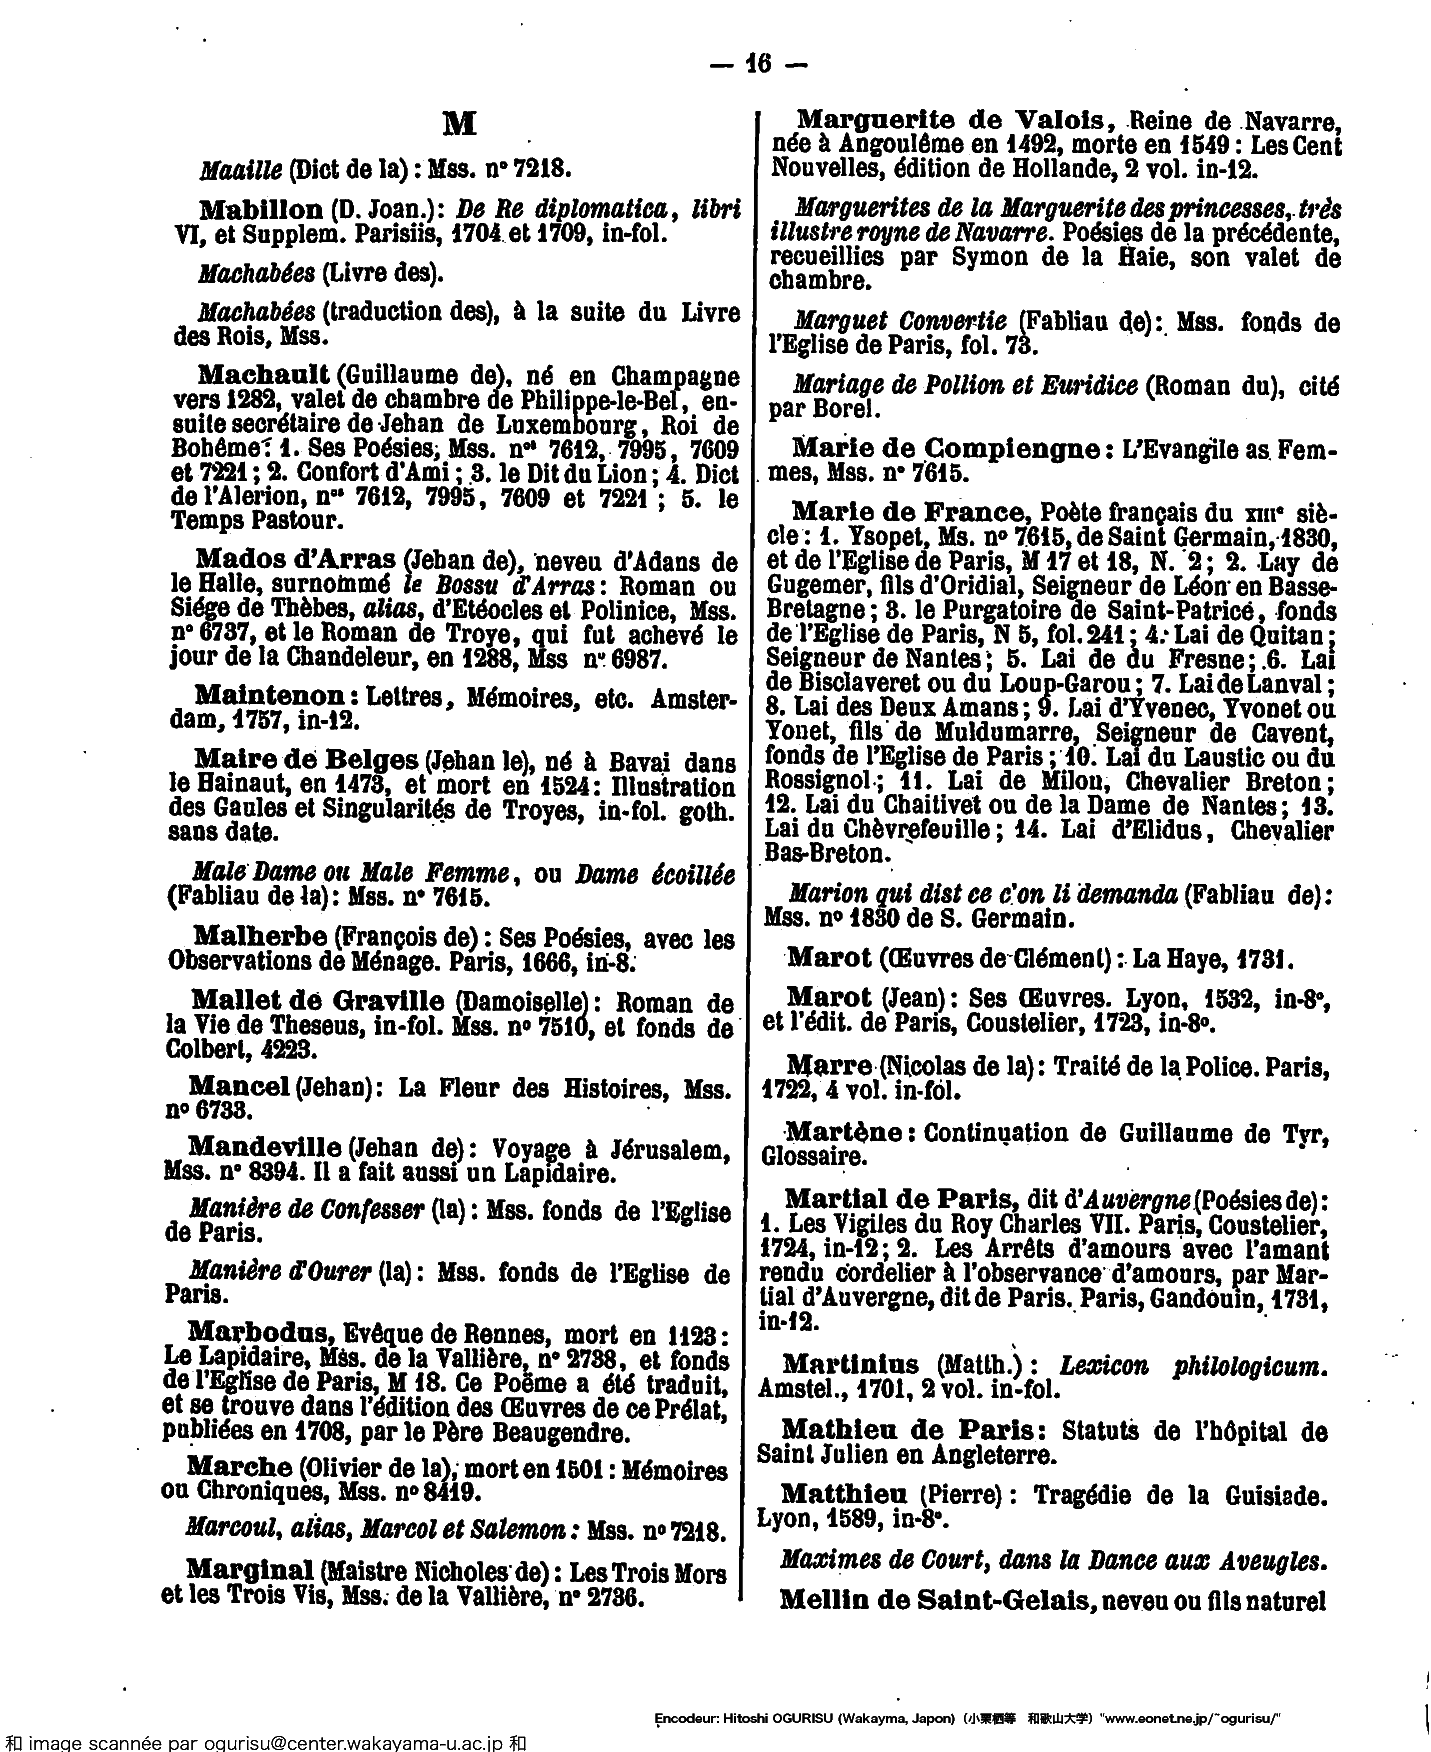 — 16 —
M
Maaille (Dict de la) : Mss. nº 7218.
Mabillon (D. Joan.): De Re diplomatica, libri
VI, et Supplem. Parisiis, 1704 et 1709, in-fol.
Machabées (Livre des).
Machabées (traduction des), à la suite du Livre
des Rois, Mss.
Machault (Guillaume de), né en Champagne
vers 1282, valet de chambre de Philippe-le-Bel, en-
suite secrétaire de Jehan de Luxembourg, Roi de
Bohême : 1. Ses Poésies, Mss. nos 7612, 7995, 7609
et 7221 ; 2. Confort d'Ami ; 3. le Dit du Lion ; 4. Dict
de l'Alerion, nos 7612, 7995, 7609 et 7221 ; 5. le
Temps Pastour.
Mados d'Arras (Jehan de), neveu d'Adans de
le Halle, surnommé le Bossu d'Arras : Roman ou
Siége de Thèbes, alias, d'Etéocles et Polinice, Mss.
nº 6737, et le Roman de Troye, qui fut achevé le
jour de la Chandeleur, en 1288, Mss nº 6987.
Maintenon : Lettres, Mémoires, etc. Amster-
dam, 1757, in-12.
Maire de Belges (Jehan le), né à Bavai dans
le Hainaut, en 1473, et mort en 1524 : Illustration
des Gaules et Singularités de Troyes, in-fol. goth.
sans date.
Male Dame ou Male Femme, ou Dame écoillée
(Fabliau de la) : Mss. nº 7615.
Malherbe (François de) : Ses Poésies, avec les
Observations de Ménage. Paris, 1666, in-8.
Mallet de Graville (Damoiselle) : Roman de
la Vie de Theseus, in-fol. Mss. nº 7510, et fonds de
Colbert, 4223.
Mancel (Jehan) : La Fleur des Histoires, Mss.
nº 6733.
Mandeville (Jehan de) : Voyage à Jérusalem,
Mss. nº 8394. Il a fait aussi un Lapidaire.
Manière de Confesser (la) : Mss. fonds de l'Eglise
de Paris.
Manière d'Ourer (la) : Mss. fonds de l'Eglise de
Paris.
Marbodus, Evêque de Rennes, mort en 1123 :
Le Lapidaire, Mss. de la Vallière, nº 2738, et fonds
de l'Eglise de Paris, M 18. Ce Poëme a été traduit,
et se trouve dans l'édition des Œuvres de ce Prélat,
publiées en 1708, par le Père Beaugendre.
Marche (Olivier de la), mort en 1501 : Mémoires
ou Chroniques, Mss. nº 8419.
Marcoul, alias, Marcol et Salemon : Mss. nº 7218.
Marginal (Maistre Nicholes de) : Les Trois Mors
et les Trois Vis, Mss. de la Vallière, nº 2736.
Marguerite de Valois, Reine de Navarre,
née à Angoulême en 1492, morte en 1549 : Les Cent
Nouvelles, édition de Hollande, 2 vol. in-12.
Marguerites de la Marguerite des princesses, très
illustre royne de Navarre. Poésies de la précédente,
recueillies par Symon de la Haie, son valet de
chambre.
Marguet Convertie (Fabliau de) : Mss. fonds de
l'Eglise de Paris, fol. 73.
Mariage de Pollion et Euridice (Roman du), cité
par Borel.
Marie de Compiengne : L'Evangile as Fem-
mes, Mss. nº 7615.
Marie de France, Poète français du XIIIe siè-
cle : 1. Ysopet, Ms. nº 7615, de Saint Germain, 1830,
et de l'Eglise de Paris, M 17 et 18, N. 2 ; 2. Lay de
Gugemer, fils d'Oridial, Seigneur de Léon en Basse-
Bretagne ; 3. le Purgatoire de Saint-Patrice, fonds
de l'Eglise de Paris, N 5, fol. 241 ; 4. Lai de Quitan ;
Seigneur de Nantes ; 5. Lai de du Fresne ; 6. Lai
de Bisclaveret ou du Loup-Garou ; 7. Lai de Lanval ;
8. Lai des Deux Amans ; 9. Lai d'Yvenec, Yvonet ou
Yonet, fils de Muldumarre, Seigneur de Cavent,
fonds de l'Eglise de Paris ; 10. Lai du Laustic ou du
Rossignol ; 11. Lai de Milon, Chevalier Breton ;
12. Lai du Chaitivet ou de la Dame de Nantes ; 13.
Lai du Chèvrefeuille ; 14. Lai d'Elidus, Chevalier
Bas-Breton.
Marion qui dist ce c'on li demanda (Fabliau de) :
Mss. nº 1830 de S. Germain.
Marot (Œuvres de Clément) : La Haye, 1731.
Marot (Jean) : Ses Œuvres. Lyon, 1532, in-8º,
et l'édit. de Paris, Coustelier, 1723, in-8º.
Marre (Nicolas de la) : Traité de la Police. Paris,
1722, 4 vol. in-fol.
Martène : Continuation de Guillaume de Tyr,
Glossaire.
Martial de Paris, dit d'Auvergne (Poésies de) :
1. Les Vigiles du Roy Charles VII. Paris, Coustelier,
1724, in-12 ; 2. Les Arrêts d'amours avec l'amant
rendu cordelier à l'observance d'amours, par Mar-
tial d'Auvergne, dit de Paris. Paris, Gandouin, 1731,
in-12.
Martinius (Matth.) : Lexicon philologicum.
Amstel., 1701, 2 vol. in-fol.
Mathieu de Paris : Statuts de l'hôpital de
Saint Julien en Angleterre.
Matthieu (Pierre) : Tragédie de la Guisiade.
Lyon, 1589, in-8º.
Maximes de Court, dans la Dance aux Aveugles.
Mellin de Saint-Gelais, neveu ou fils naturel
Encodeur: Hitoshi OGURISU (Wakayma, Japon) (小栗栖等 和歌山大学) "www.eonet.ne.jp/~ogurisu/"
和 image scannée par ogurisu@center.wakayama-u.ac.jp 和